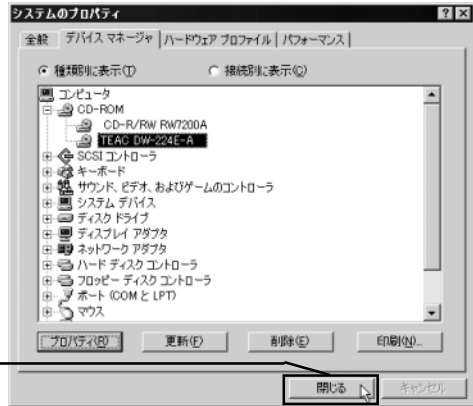 システムのプロパティ
全般 デバイス マネージャ ハードウェア プロファイル パフォーマンス
種類別に表示(T) 接続別に表示(C)
コンピュータ
CD-ROM
CD-R/RW RW7200A
TEAC DW-224E-A
SCSI コントローラ
キーボード
サウンド、ビデオ、およびゲームのコントローラ
システム デバイス
ディスク ドライブ
ディスプレイ アダプタ
ネットワーク アダプタ
ハード ディスク コントローラ
フロッピー ディスク コントローラ
ポート (COM と LPT)
マウス
プロパティ(R) 更新(F) 削除(E) 印刷(N)...
閉じる キャンセル